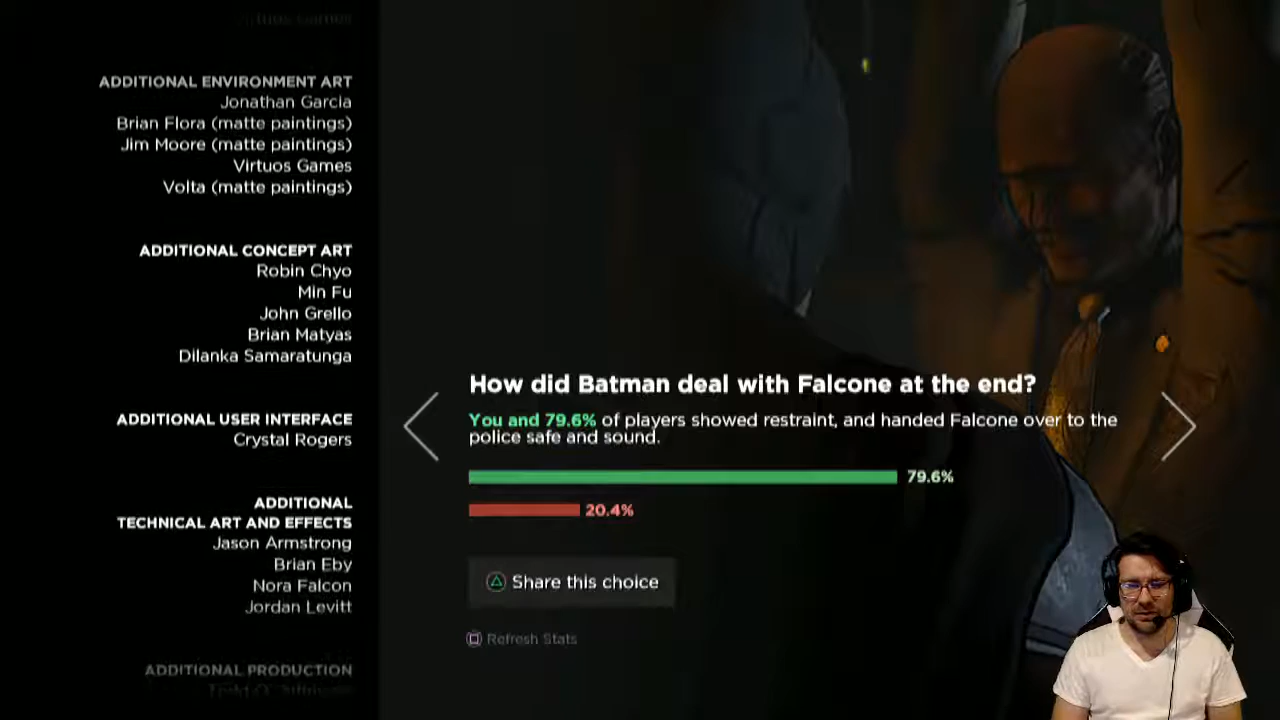 ADDITIONAL ENVIRONMENT ART
Jonathan Garcia
Brian Flora (matte paintings)
Jim Moore (matte paintings)
Virtuos Games
Volta (matte paintings)
ADDITIONAL CONCEPT ART
Robin Chyo
Min Fu
John Grello
Brian Matyas
Dilanka Samaratunga
ADDITIONAL USER INTERFACE
Crystal Rogers
ADDITIONAL
TECHNICAL ART AND EFFECTS
Jason Armstrong
Brian Eby
Nora Falcon
Jordan Levitt
ADDITIONAL PRODUCTION
How did Batman deal with Falcone at the end?
You and 79.6% of players showed restraint, and handed Falcone over to the
police safe and sound.
79.6%
20.4%
Share this choice
Refresh Stats